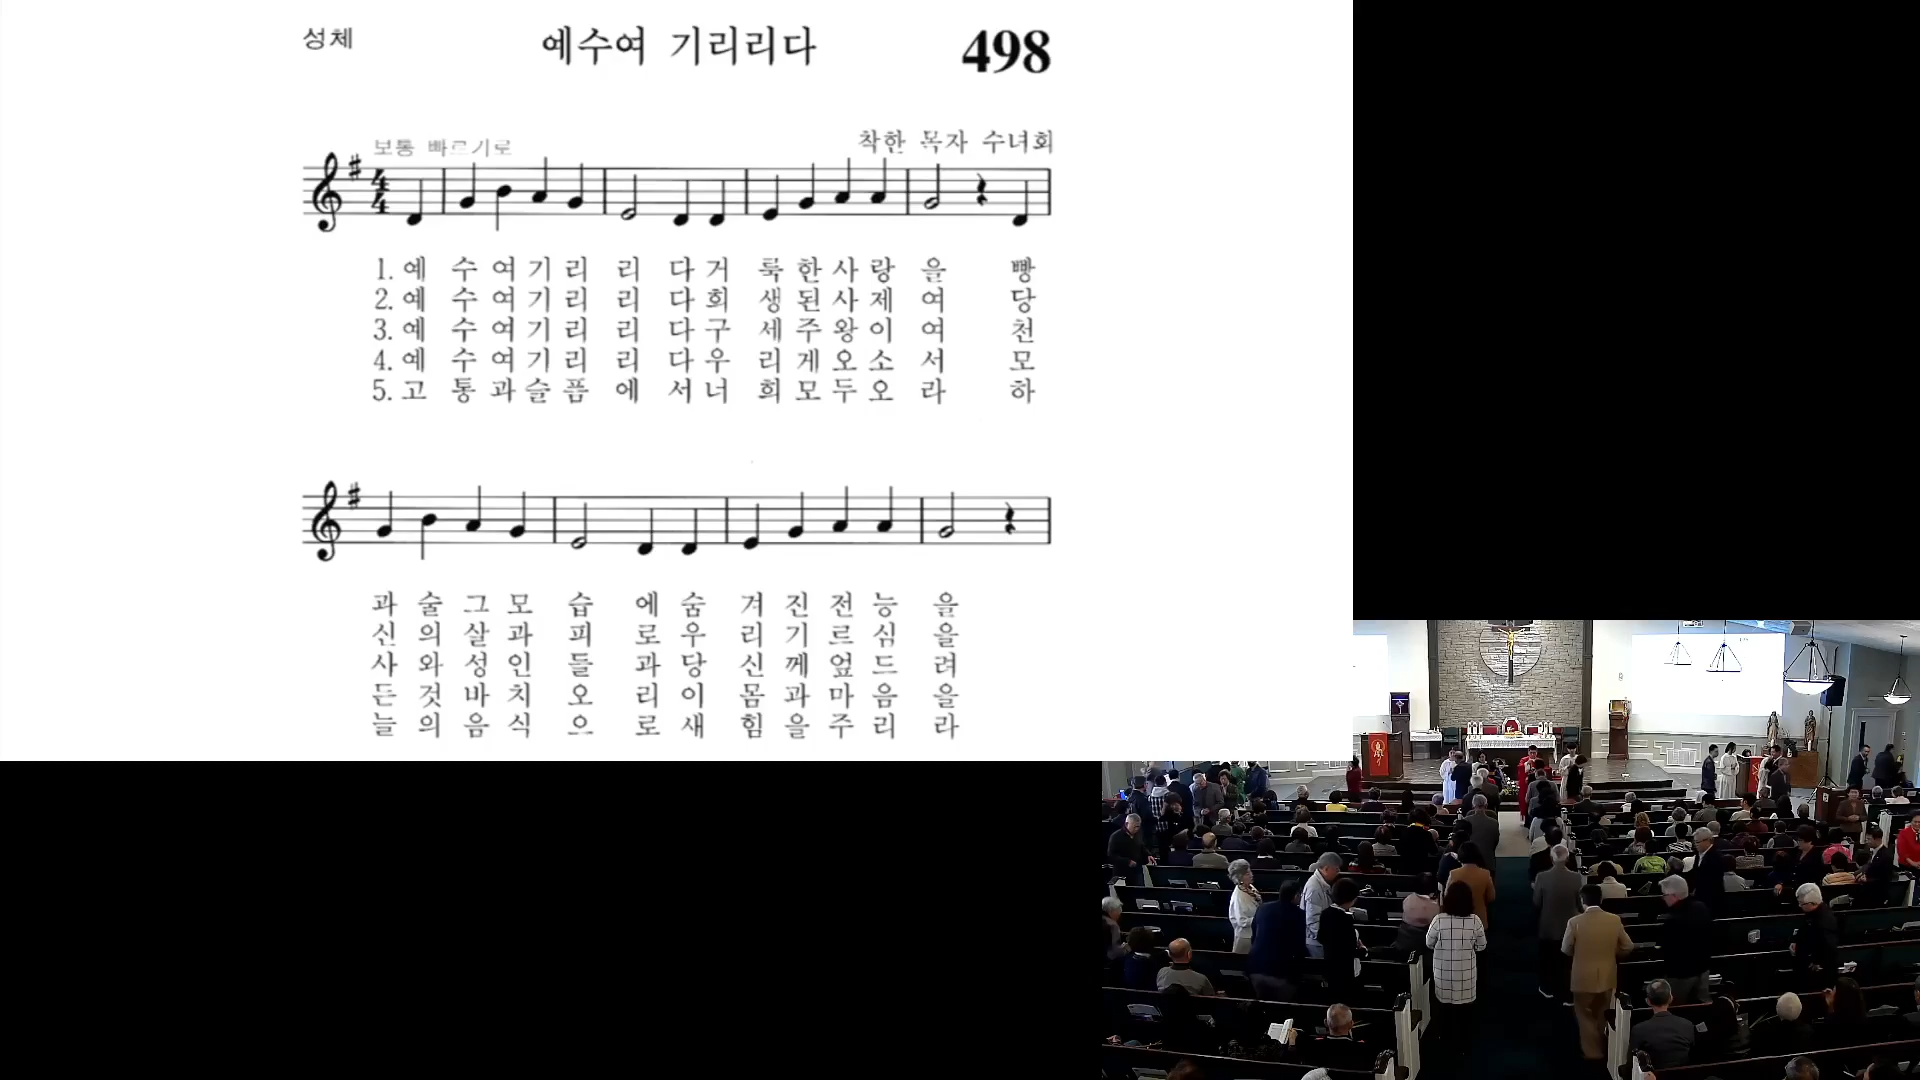 성체
예수여 기리리다
498
보통 빠르기로
착한 목자 수녀회
1. 예 수 여 기 리 리 다 거 룩 한 사 랑 을 빵
2. 예 수 여 기 리 리 다 희 생 된 사 제 여 당
3. 예 수 여 기 리 리 다 구 세 주 왕 이 여 천
4. 예 수 여 기 리 리 다 우 리 게 오 소 서 모
5. 고 통 과 슬 픔 에 서 너 희 모 두 오 라 하
과 술 그 모 습 에 숨 겨 진 전 능 을
신 의 살 과 피 로 우 리 기 르 심 을
사 와 성 인 들 과 당 신 께 엎 드 려
든 것 바 치 오 리 이 몸 과 마 음 을
늘 의 음 식 으 로 새 힘 을 주 리 라